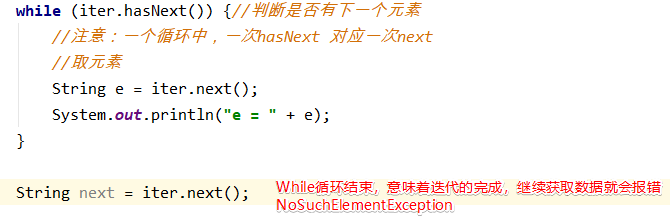 while (iter.hasNext()) {//判断是否有下一个元素
//注意：一个循环中，一次hasNext 对应一次next
//取元素
String e = iter.next();
System.out.println("e = " + e);
}
String next = iter.next(); While循环结束，意味着迭代的完成，继续获取数据就会报错
NoSuchElementException